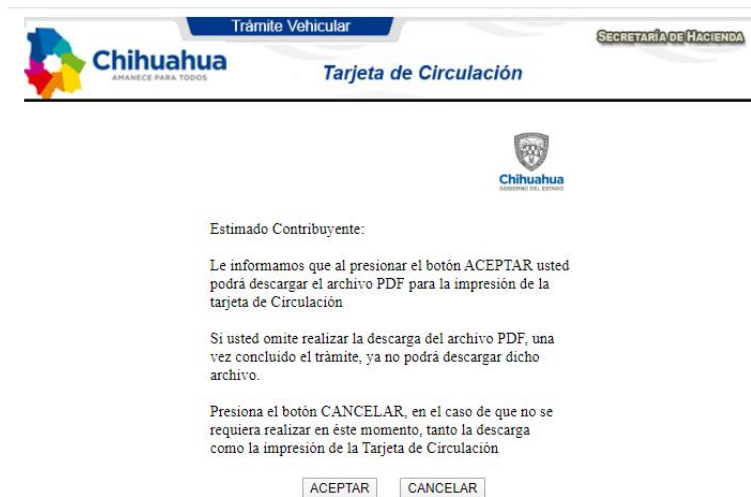 Trámite Vehicular
SECRETARÍA DE HACIENDA
Chihuahua
AMANECE PARA TODOS
Tarjeta de Circulación
Chihuahua
GOBIERNO DEL ESTADO
Estimado Contribuyente:
Le informamos que al presionar el botón ACEPTAR usted
podrá descargar el archivo PDF para la impresión de la
tarjeta de Circulación
Sí usted omite realizar la descarga del archivo PDF, una
vez concluido el tràmite, ya no podrá descargar dicho
archivo.
Presiona el botón CANCELAR, en el caso de que no se
requiera realizar en éste momento, tanto la descarga
como la impresión de la Tarjeta de Circulación
ACEPTAR CANCELAR